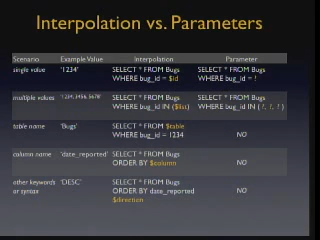 Interpolation vs. Parameters
Scenario Example Value Interpolation Parameter
single value '1234' SELECT * FROM Bugs SELECT * FROM Bugs
WHERE bug_id = $id WHERE bug_id = ?
multiple values '1234, 3456, 5678' SELECT * FROM Bugs SELECT * FROM Bugs
WHERE bug_id IN ($list) WHERE bug_id IN ( ?, ?, ? )
table name 'Bugs' SELECT * FROM $table NO
WHERE bug_id = 1234
column name 'date_reported' SELECT * FROM Bugs NO
ORDER BY $column
other keywords 'DESC' SELECT * FROM Bugs NO
or syntax ORDER BY date_reported
$direction